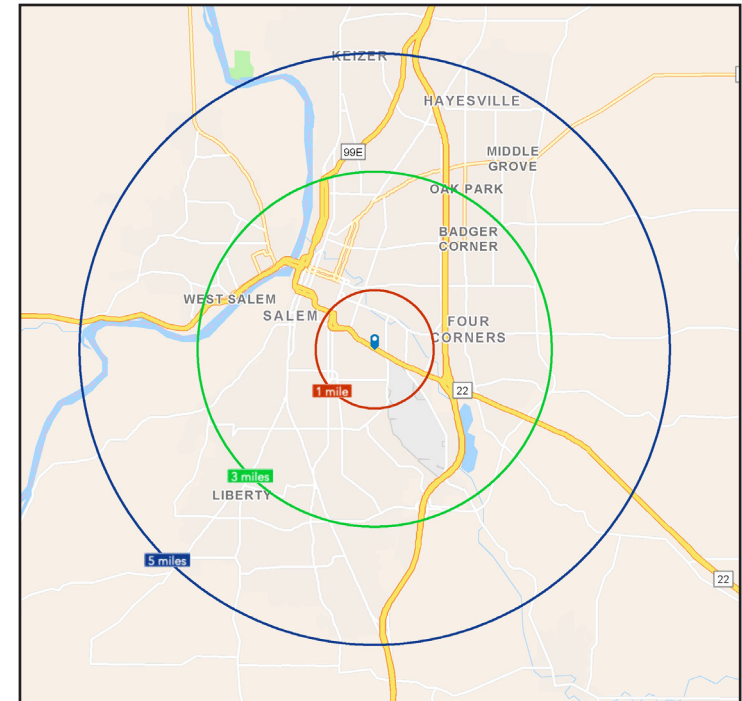 KEIZER
HAYESVILLE
99E
MIDDLE
GROVE
OAK PARK
BADGER
CORNER
WEST SALEM
SALEM
FOUR
CORNERS
1 mile
22
3 miles
LIBERTY
5 miles
22